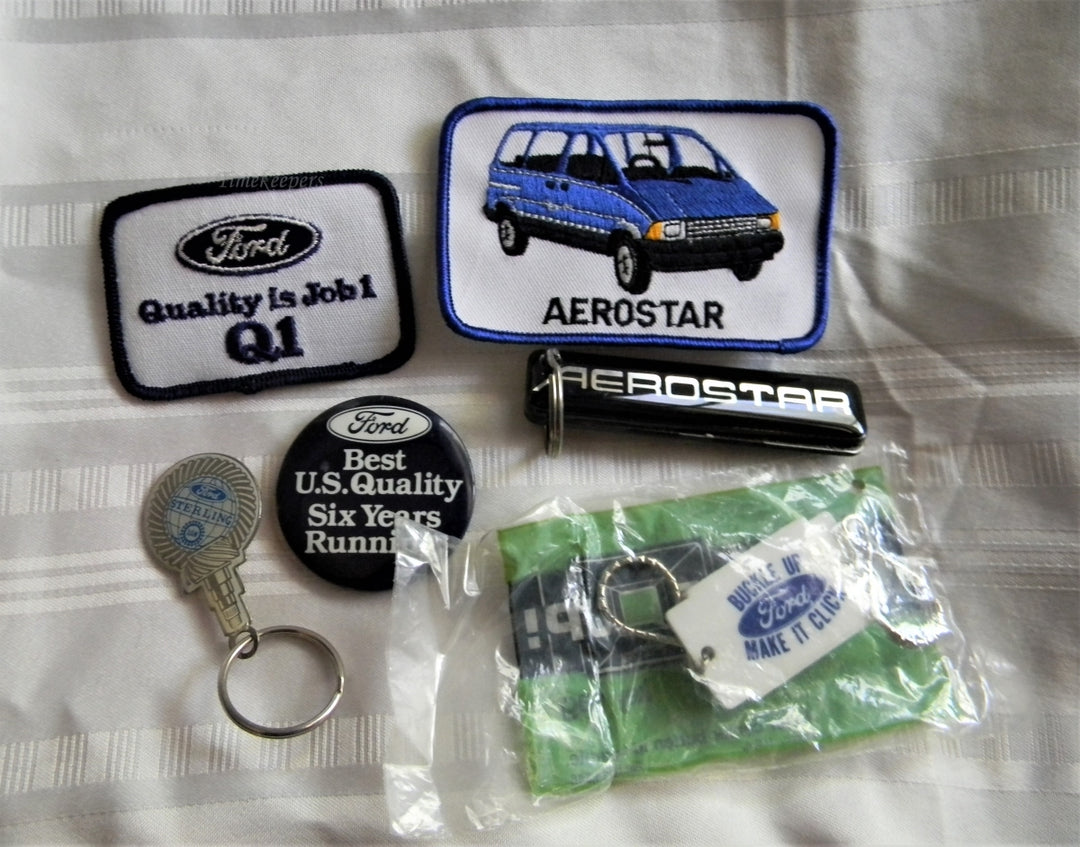 TimeKeepers
Ford
Quality is Job 1
Q1
AEROSTAR
AEROSTAR
Ford
Best
U.S. Quality
Six Years
Ford
STERLING
BUCKLE UP
Ford
MAKE IT CLICK